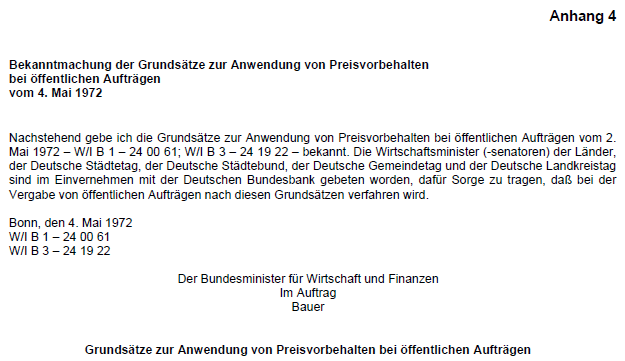 Anhang 4
Bekanntmachung der Grundsätze zur Anwendung von Preisvorbehalten
bei öffentlichen Aufträgen
vom 4. Mai 1972
Nachstehend gebe ich die Grundsätze zur Anwendung von Preisvorbehalten bei öffentlichen Aufträgen vom 2.
Mai 1972 – W/I B 1 – 24 00 61; W/I B 3 – 24 19 22 – bekannt. Die Wirtschaftsminister (-senatoren) der Länder,
der Deutsche Städtetag, der Deutsche Städtebund, der Deutsche Gemeindetag und der Deutsche Landkreistag
sind im Einvernehmen mit der Deutschen Bundesbank gebeten worden, dafür Sorge zu tragen, daß bei der
Vergabe von öffentlichen Aufträgen nach diesen Grundsätzen verfahren wird.
Bonn, den 4. Mai 1972
W/I B 1 – 24 00 61
W/I B 3 – 24 19 22
Der Bundesminister für Wirtschaft und Finanzen
Im Auftrag
Bauer
Grundsätze zur Anwendung von Preisvorbehalten bei öffentlichen Aufträgen